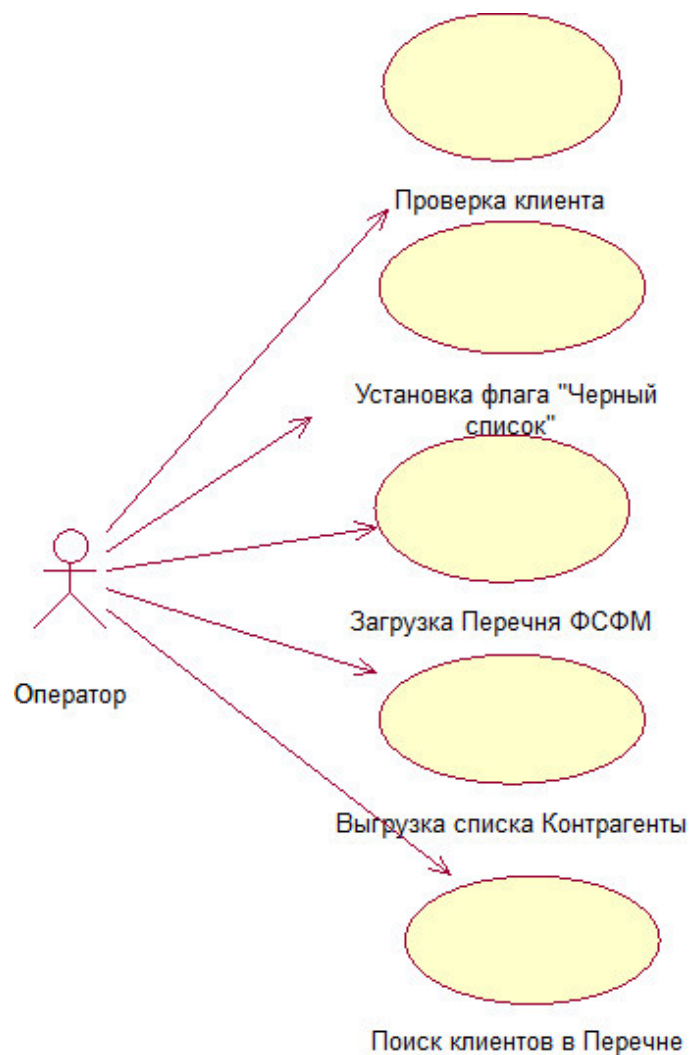 Проверка клиента
Установка флага "Черный
список"
Загрузка Перечня ФСФМ
Оператор
Выгрузка списка Контрагенты
Поиск клиентов в Перечне